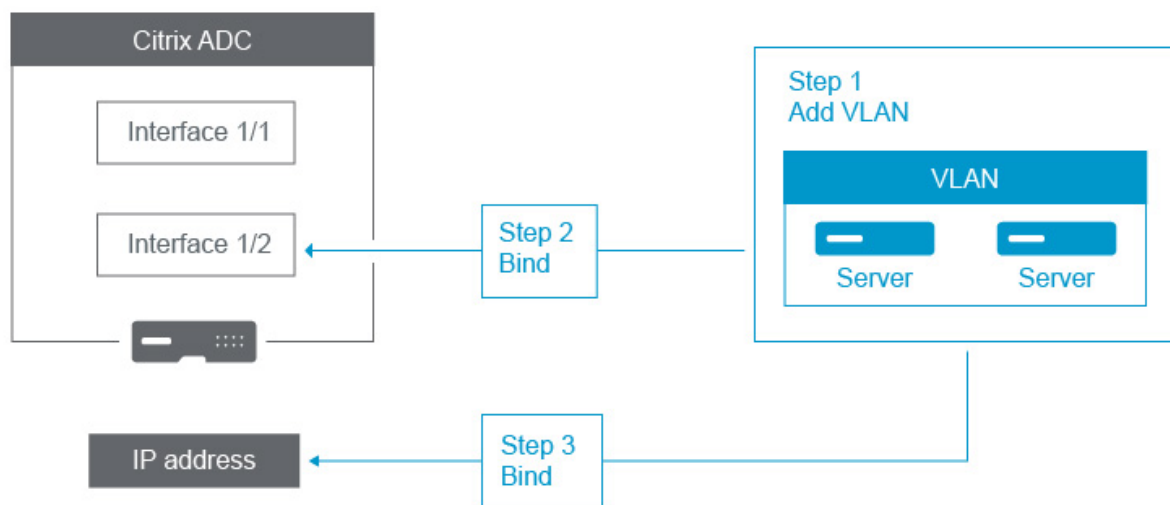 Citrix ADC
Interface 1/1
Interface 1/2
Step 1
Add VLAN
VLAN
Server
Server
Step 2
Bind
IP address
Step 3
Bind